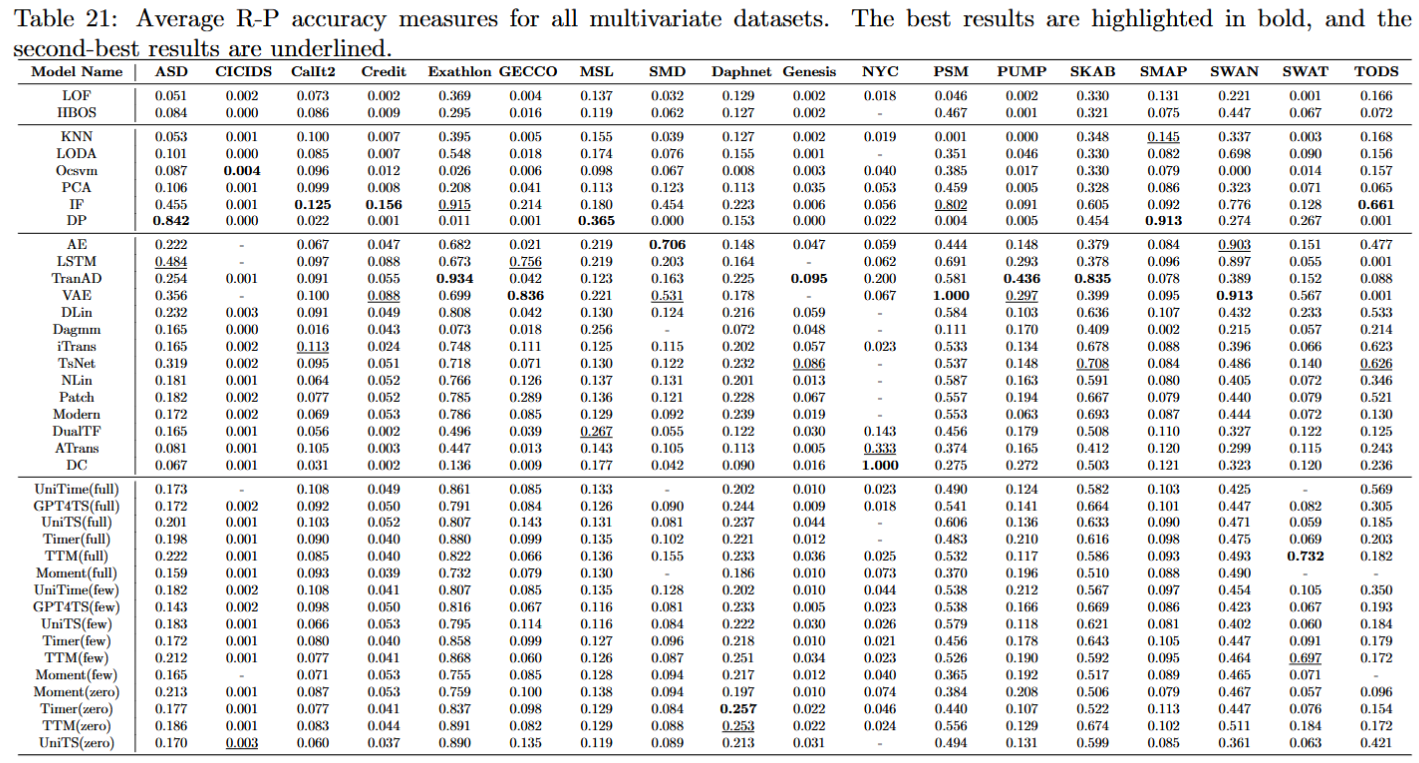 Table 21: Average R-P accuracy measures for all multivariate datasets. The best results are highlighted in bold, and the
second-best results are underlined.
Model Name ASD CICIDS CalIt2 Credit Exathlon GECCO MSL SMD Daphnet Genesis NYC PSM PUMP SKAB SMAP SWAN SWAT TODS
LOF 0.051 0.002 0.073 0.002 0.369 0.004 0.137 0.032 0.129 0.002 0.018 0.046 0.002 0.330 0.131 0.221 0.001 0.166
HBOS 0.084 0.000 0.086 0.009 0.295 0.016 0.119 0.062 0.127 0.002 - 0.467 0.001 0.321 0.075 0.447 0.067 0.072
KNN 0.053 0.001 0.100 0.007 0.395 0.005 0.155 0.039 0.127 0.002 0.019 0.001 0.000 0.348 0.145 0.337 0.003 0.168
LODA 0.101 0.000 0.085 0.007 0.548 0.018 0.174 0.076 0.155 0.001 - 0.351 0.046 0.330 0.082 0.698 0.090 0.156
Ocsvm 0.087 0.004 0.096 0.012 0.026 0.006 0.098 0.067 0.008 0.003 0.040 0.385 0.017 0.330 0.079 0.000 0.014 0.157
PCA 0.106 0.001 0.099 0.008 0.208 0.041 0.113 0.123 0.113 0.035 0.053 0.459 0.005 0.328 0.086 0.323 0.071 0.065
IF 0.455 0.001 0.125 0.156 0.915 0.214 0.180 0.454 0.223 0.006 0.056 0.802 0.091 0.605 0.092 0.776 0.128 0.661
DP 0.842 0.000 0.022 0.001 0.011 0.001 0.365 0.000 0.153 0.000 0.022 0.004 0.005 0.454 0.913 0.274 0.267 0.001
AE 0.222 - 0.067 0.047 0.682 0.021 0.219 0.706 0.148 0.047 0.059 0.444 0.148 0.379 0.084 0.903 0.151 0.477
LSTM 0.484 - 0.097 0.088 0.673 0.756 0.219 0.203 0.164 - 0.062 0.691 0.293 0.378 0.096 0.897 0.055 0.001
TranAD 0.254 0.001 0.091 0.055 0.934 0.042 0.123 0.163 0.225 0.095 0.200 0.581 0.436 0.835 0.078 0.389 0.152 0.088
VAE 0.356 - 0.100 0.088 0.699 0.836 0.221 0.531 0.178 - 0.067 1.000 0.297 0.399 0.095 0.913 0.567 0.001
DLin 0.232 0.003 0.091 0.049 0.808 0.042 0.130 0.124 0.216 0.059 - 0.584 0.103 0.636 0.107 0.432 0.233 0.533
Dagmm 0.165 0.000 0.016 0.043 0.073 0.018 0.256 - 0.072 0.048 - 0.111 0.170 0.409 0.002 0.215 0.057 0.214
iTrans 0.165 0.002 0.113 0.024 0.748 0.111 0.125 0.115 0.202 0.057 0.023 0.533 0.134 0.678 0.088 0.396 0.066 0.623
TsNet 0.319 0.002 0.095 0.051 0.718 0.071 0.130 0.122 0.232 0.086 - 0.537 0.148 0.708 0.084 0.486 0.140 0.626
NLin 0.181 0.001 0.064 0.052 0.766 0.126 0.137 0.131 0.201 0.013 - 0.587 0.163 0.591 0.080 0.405 0.072 0.346
Patch 0.182 0.002 0.077 0.052 0.785 0.289 0.136 0.121 0.228 0.067 - 0.557 0.194 0.667 0.079 0.440 0.079 0.521
Modern 0.172 0.002 0.069 0.053 0.786 0.085 0.129 0.092 0.239 0.019 - 0.553 0.063 0.693 0.087 0.444 0.072 0.130
DualTF 0.165 0.001 0.056 0.002 0.496 0.039 0.267 0.055 0.122 0.030 0.143 0.456 0.179 0.508 0.110 0.327 0.122 0.125
ATrans 0.081 0.001 0.105 0.003 0.447 0.013 0.143 0.105 0.113 0.005 0.333 0.374 0.165 0.412 0.120 0.299 0.115 0.243
DC 0.067 0.001 0.031 0.002 0.136 0.009 0.177 0.042 0.090 0.016 1.000 0.275 0.272 0.503 0.121 0.323 0.120 0.236
UniTime(full) 0.173 - 0.108 0.049 0.861 0.085 0.133 - 0.202 0.010 0.023 0.490 0.124 0.582 0.103 0.425 - 0.569
GPT4TS(full) 0.172 0.002 0.092 0.050 0.791 0.084 0.126 0.090 0.244 0.009 0.018 0.541 0.141 0.664 0.101 0.447 0.082 0.305
UniTS(full) 0.201 0.001 0.103 0.052 0.807 0.143 0.131 0.081 0.237 0.044 - 0.606 0.136 0.633 0.090 0.471 0.059 0.185
Timer(full) 0.198 0.001 0.090 0.040 0.880 0.099 0.135 0.102 0.221 0.012 - 0.483 0.210 0.616 0.098 0.475 0.069 0.203
TTM(full) 0.222 0.001 0.085 0.040 0.822 0.066 0.136 0.155 0.233 0.036 0.025 0.532 0.117 0.586 0.093 0.493 0.732 0.182
Moment(full) 0.159 0.001 0.093 0.039 0.732 0.079 0.130 - 0.186 0.010 0.073 0.370 0.196 0.510 0.088 0.490 - -
UniTime(few) 0.182 0.002 0.108 0.041 0.807 0.085 0.135 0.128 0.202 0.010 0.044 0.538 0.212 0.567 0.097 0.454 0.105 0.350
GPT4TS(few) 0.143 0.002 0.098 0.050 0.816 0.067 0.116 0.081 0.233 0.005 0.023 0.538 0.166 0.669 0.086 0.423 0.067 0.193
UniTS(few) 0.183 0.001 0.066 0.053 0.795 0.114 0.116 0.084 0.222 0.030 0.026 0.579 0.118 0.621 0.081 0.402 0.060 0.184
Timer(few) 0.172 0.001 0.080 0.040 0.858 0.099 0.127 0.096 0.218 0.010 0.021 0.456 0.178 0.643 0.105 0.447 0.091 0.179
TTM(few) 0.212 0.001 0.077 0.041 0.868 0.060 0.126 0.087 0.251 0.034 0.023 0.526 0.190 0.592 0.095 0.464 0.697 0.172
Moment(few) 0.165 - 0.071 0.053 0.755 0.085 0.128 0.094 0.217 0.012 0.040 0.365 0.192 0.517 0.089 0.465 0.071 -
Moment(zero) 0.213 0.001 0.087 0.053 0.759 0.100 0.138 0.094 0.197 0.010 0.074 0.384 0.208 0.506 0.079 0.467 0.057 0.096
Timer(zero) 0.177 0.001 0.077 0.041 0.837 0.098 0.129 0.084 0.257 0.022 0.046 0.440 0.107 0.522 0.113 0.447 0.076 0.154
TTM(zero) 0.186 0.001 0.083 0.044 0.891 0.082 0.129 0.088 0.253 0.022 0.024 0.556 0.129 0.674 0.102 0.511 0.184 0.172
UniTS(zero) 0.170 0.003 0.060 0.037 0.890 0.135 0.119 0.089 0.213 0.031 - 0.494 0.131 0.599 0.085 0.361 0.063 0.421